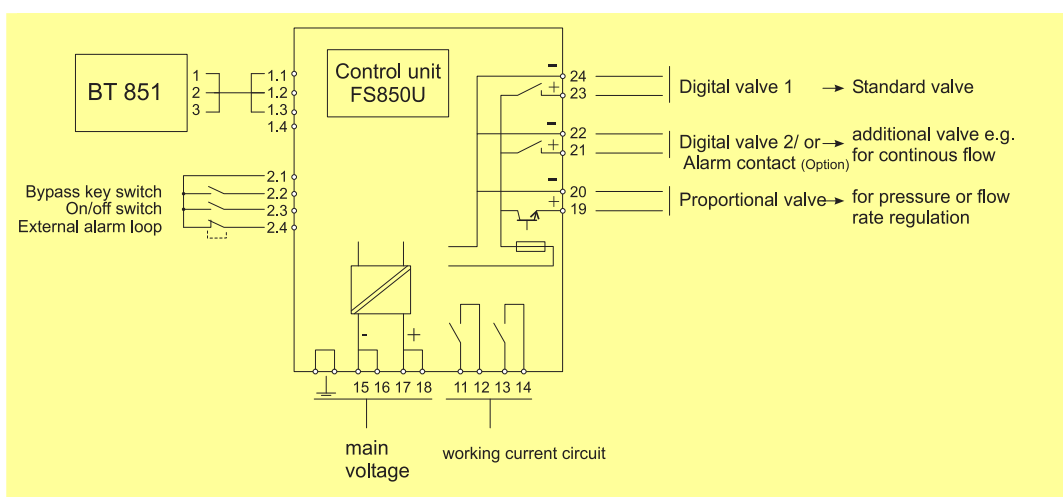 BT 851
1
2
3
1.1
1.2
1.3
1.4
Control unit
FS850U
2.1
Bypass key switch 2.2
On/off switch 2.3
External alarm loop 2.4
-
24
+
23
Digital valve 1 → Standard valve
-
22
+
21
Digital valve 2/ or → additional valve e.g.
Alarm contact (Option) for continous flow
-
20
+
19
Proportional valve → for pressure or flow
rate regulation
- +
15 16 17 18 11 12 13 14
main
voltage
working current circuit